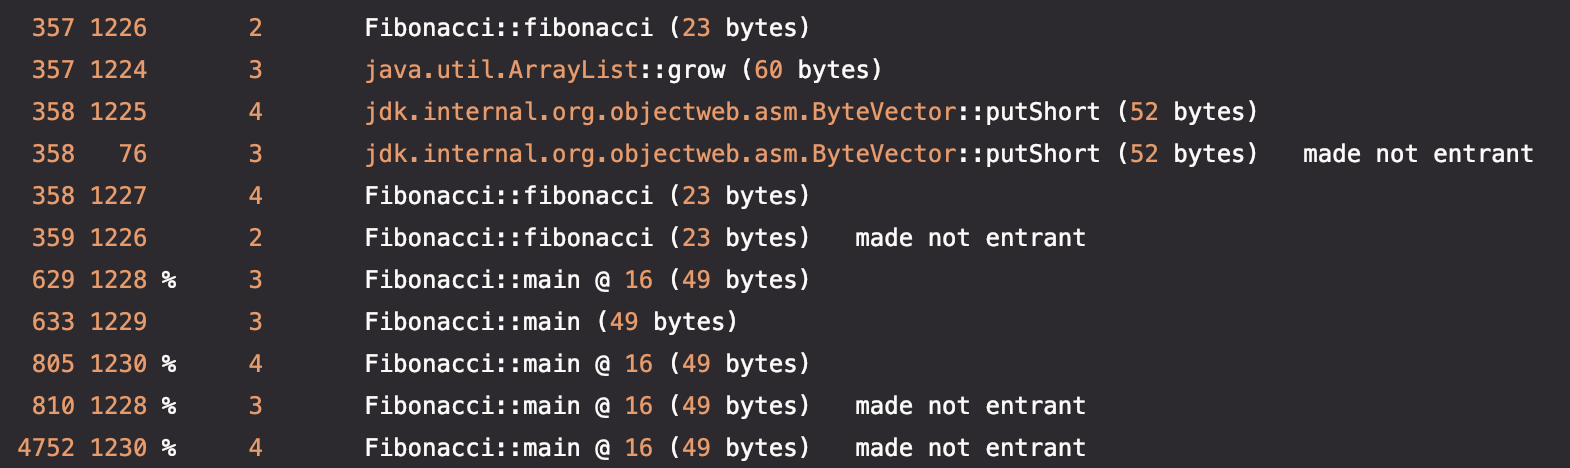 357 1226       2       Fibonacci::fibonacci (23 bytes)
357 1224       3       java.util.ArrayList::grow (60 bytes)
358 1225       4       jdk.internal.org.objectweb.asm.ByteVector::putShort (52 bytes)
358   76       3       jdk.internal.org.objectweb.asm.ByteVector::putShort (52 bytes)   made not entrant
358 1227       4       Fibonacci::fibonacci (23 bytes)
359 1226       2       Fibonacci::fibonacci (23 bytes)   made not entrant
629 1228 %     3       Fibonacci::main @ 16 (49 bytes)
633 1229       3       Fibonacci::main (49 bytes)
805 1230 %     4       Fibonacci::main @ 16 (49 bytes)
810 1228 %     3       Fibonacci::main @ 16 (49 bytes)   made not entrant
4752 1230 %     4       Fibonacci::main @ 16 (49 bytes)   made not entrant